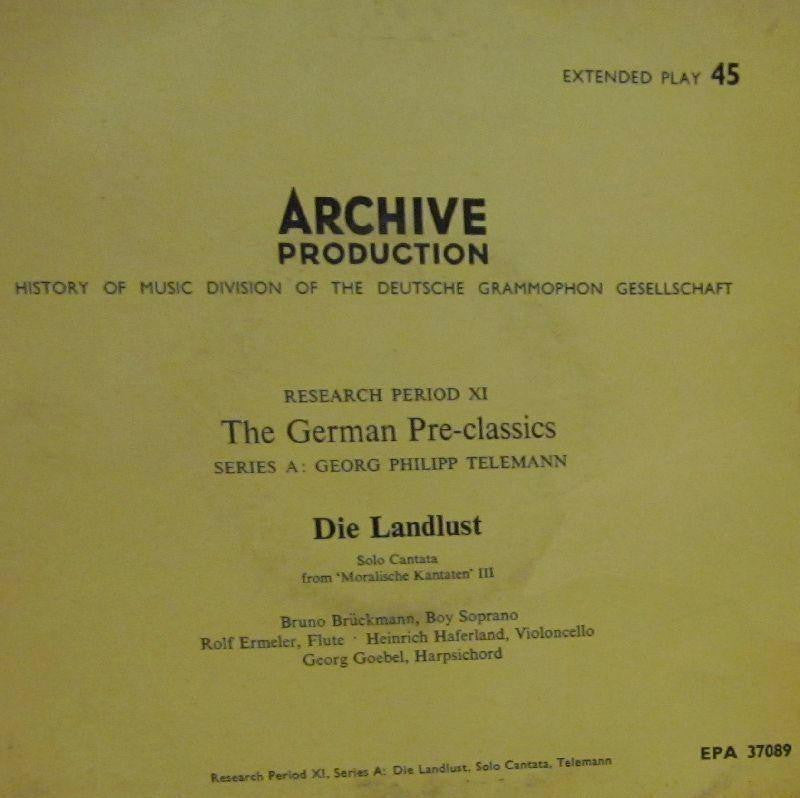 EXTENDED PLAY 45
ARCHIVE
PRODUCTION
HISTORY OF MUSIC DIVISION OF THE DEUTSCHE GRAMMOPHON GESELLSCHAFT
RESEARCH PERIOD XI
The German Pre-classics
SERIES A: GEORG PHILIPP TELEMANN
Die Landlust
Solo Cantata
from 'Moralische Kantaten' III
Bruno Brückmann, Boy Soprano
Rolf Ermeler, Flute · Heinrich Haferland, Violoncello
Georg Goebel, Harpsichord
EPA 37089
Research Period XI, Series A: Die Landlust, Solo Cantata, Telemann